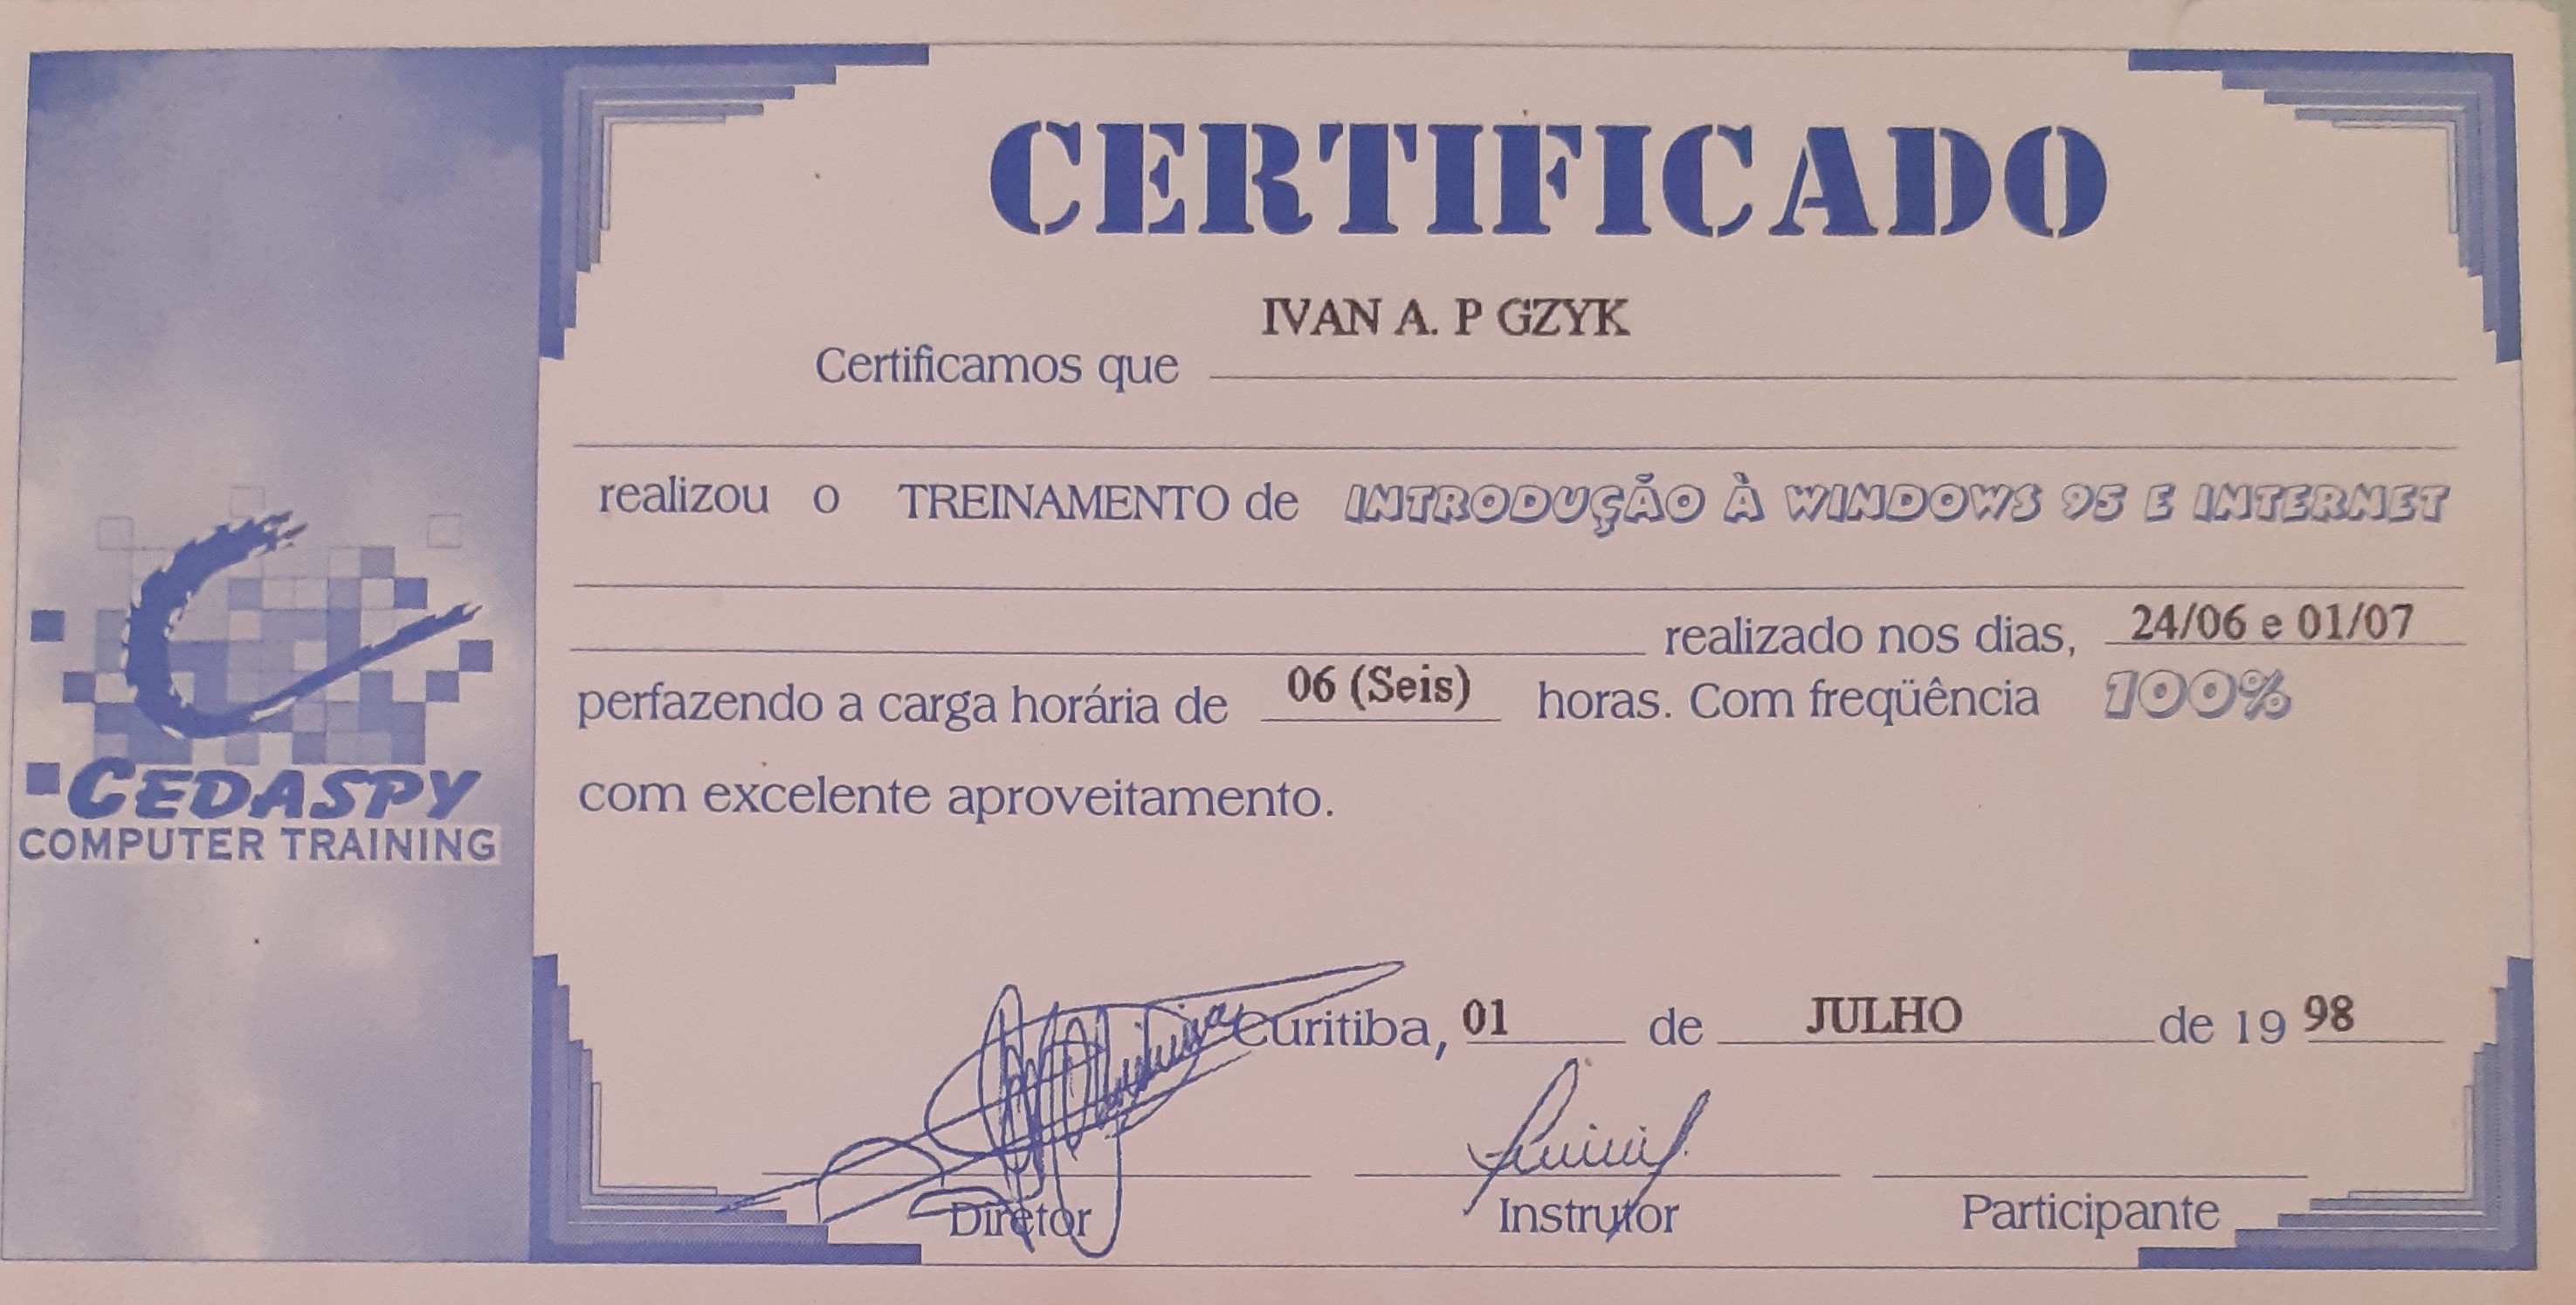 CERTIFICADO
IVAN A. P GZYK
Certificamos que
realizou o TREINAMENTO de INTRODUÇÃO À WINDOWS 95 E INTERNET
realizado nos dias, 24/06 e 01/07
perfazendo a carga horária de 06 (Seis) horas. Com freqüência 100%
com excelente aproveitamento.
CEDASPY
COMPUTER TRAINING
Curitiba, 01 de JULHO de 19 98
Diretor Instrutor Participante